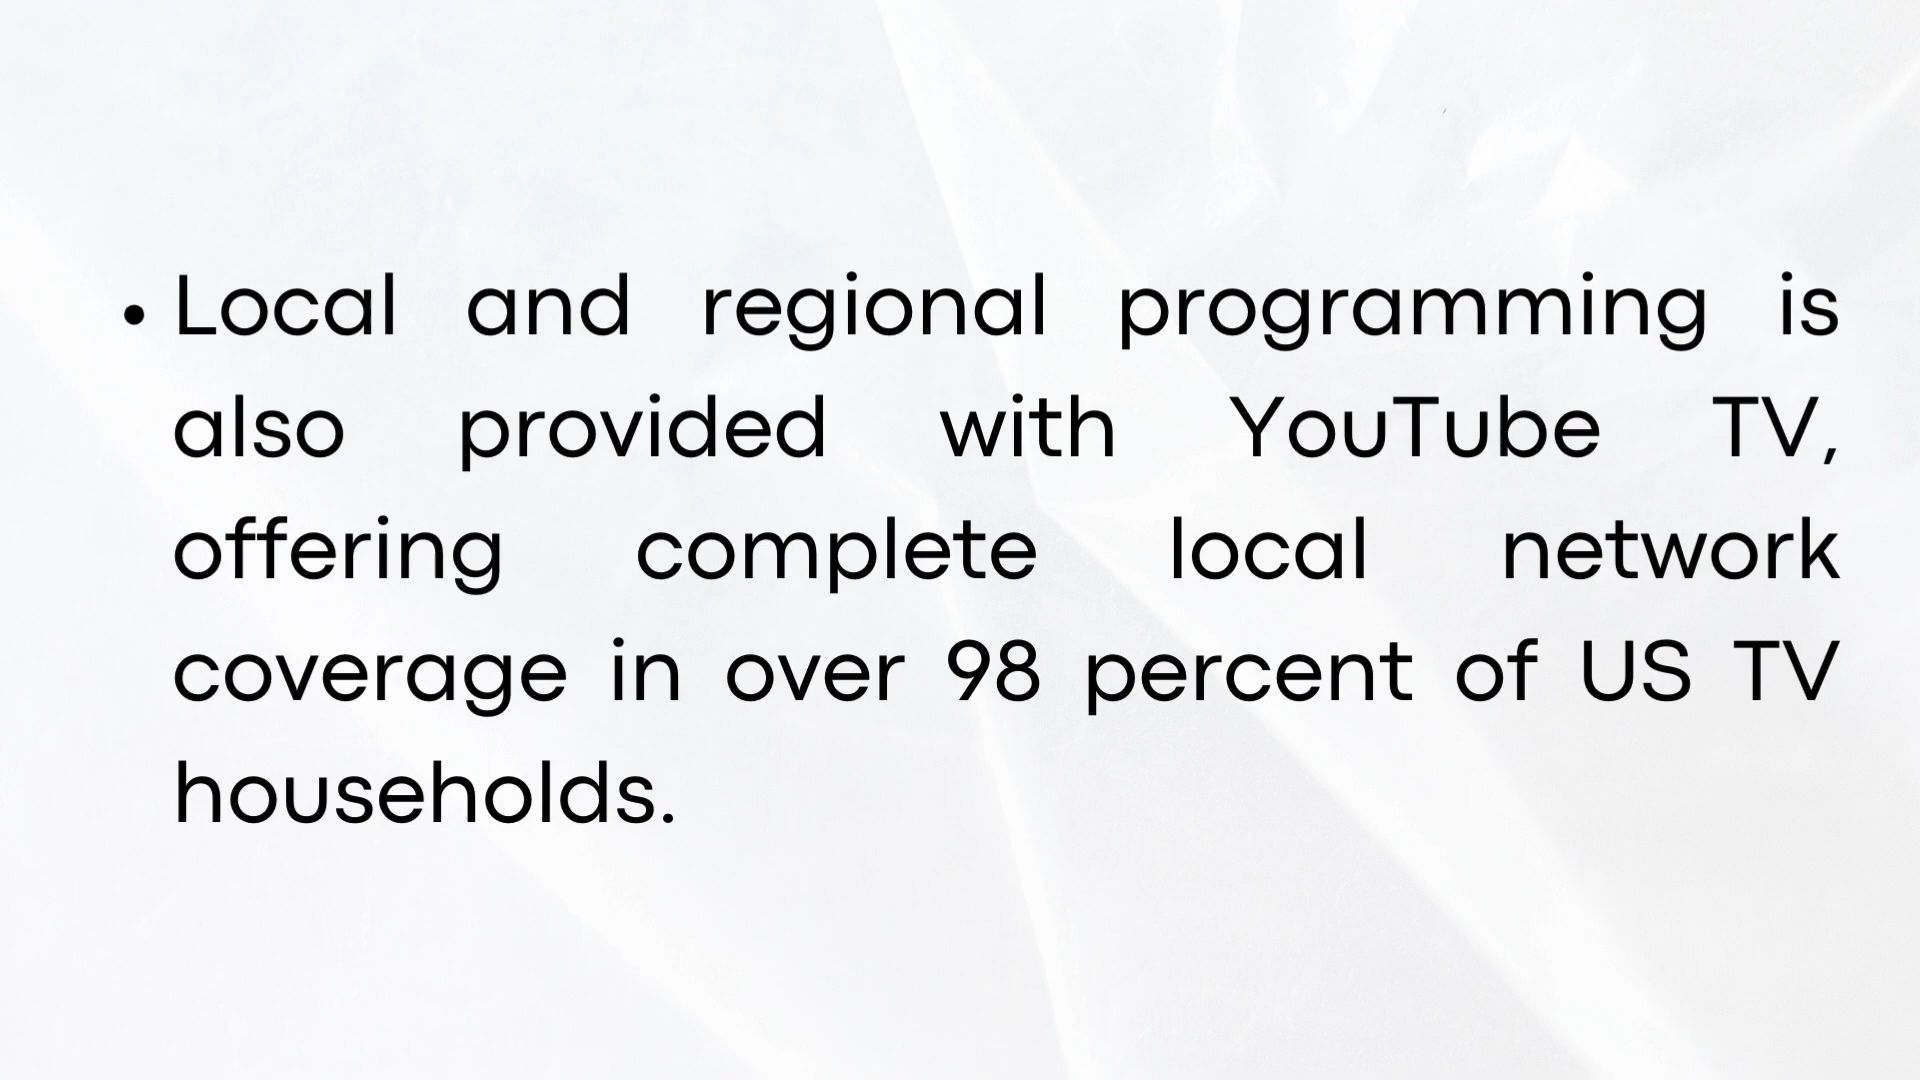 • Local and regional programming is
also provided with YouTube TV,
offering complete local network
coverage in over 98 percent of US TV
households.